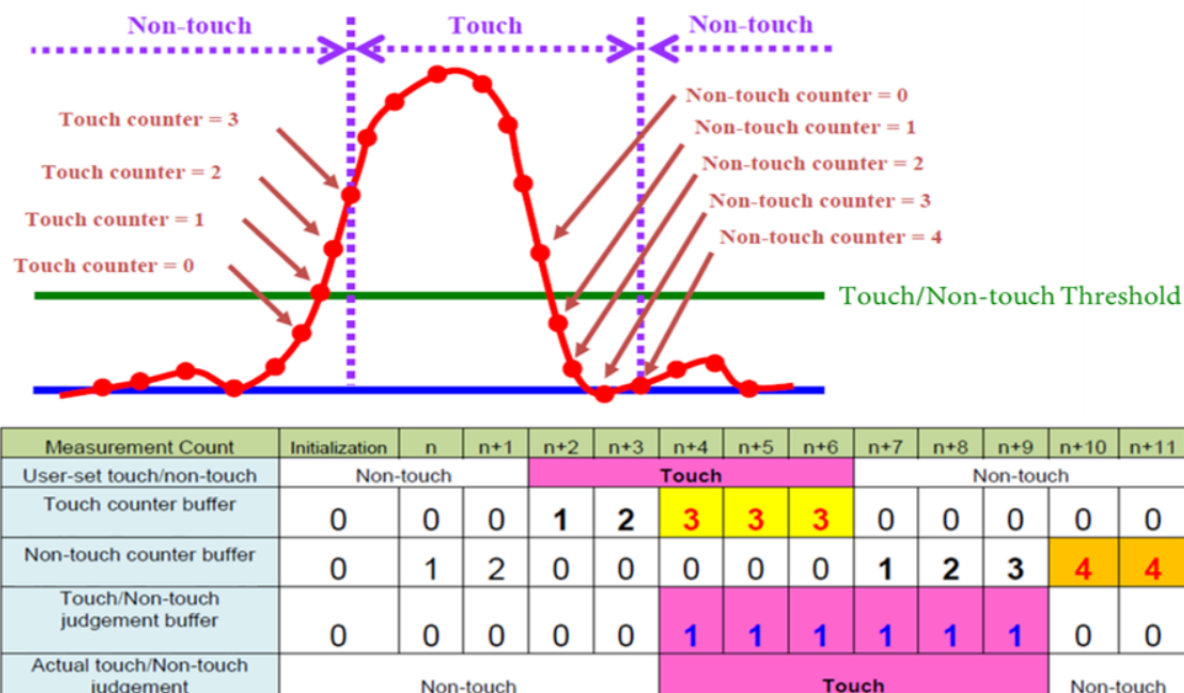 Non-touch Touch Non-touch
Touch counter = 3
Touch counter = 2
Touch counter = 1
Touch counter = 0
Non-touch counter = 0
Non-touch counter = 1
Non-touch counter = 2
Non-touch counter = 3
Non-touch counter = 4
Touch/Non-touch Threshold
Measurement Count Initialization n n+1 n+2 n+3 n+4 n+5 n+6 n+7 n+8 n+9 n+10 n+11
User-set touch/non-touch Non-touch Touch Non-touch
Touch counter buffer 0 0 0 1 2 3 3 3 0 0 0 0 0
Non-touch counter buffer 0 1 2 0 0 0 0 0 1 2 3 4 4
Touch/Non-touch
judgement buffer 0 0 0 0 0 1 1 1 1 1 1 0 0
Actual touch/Non-touch
judgement Non-touch Touch Non-touch